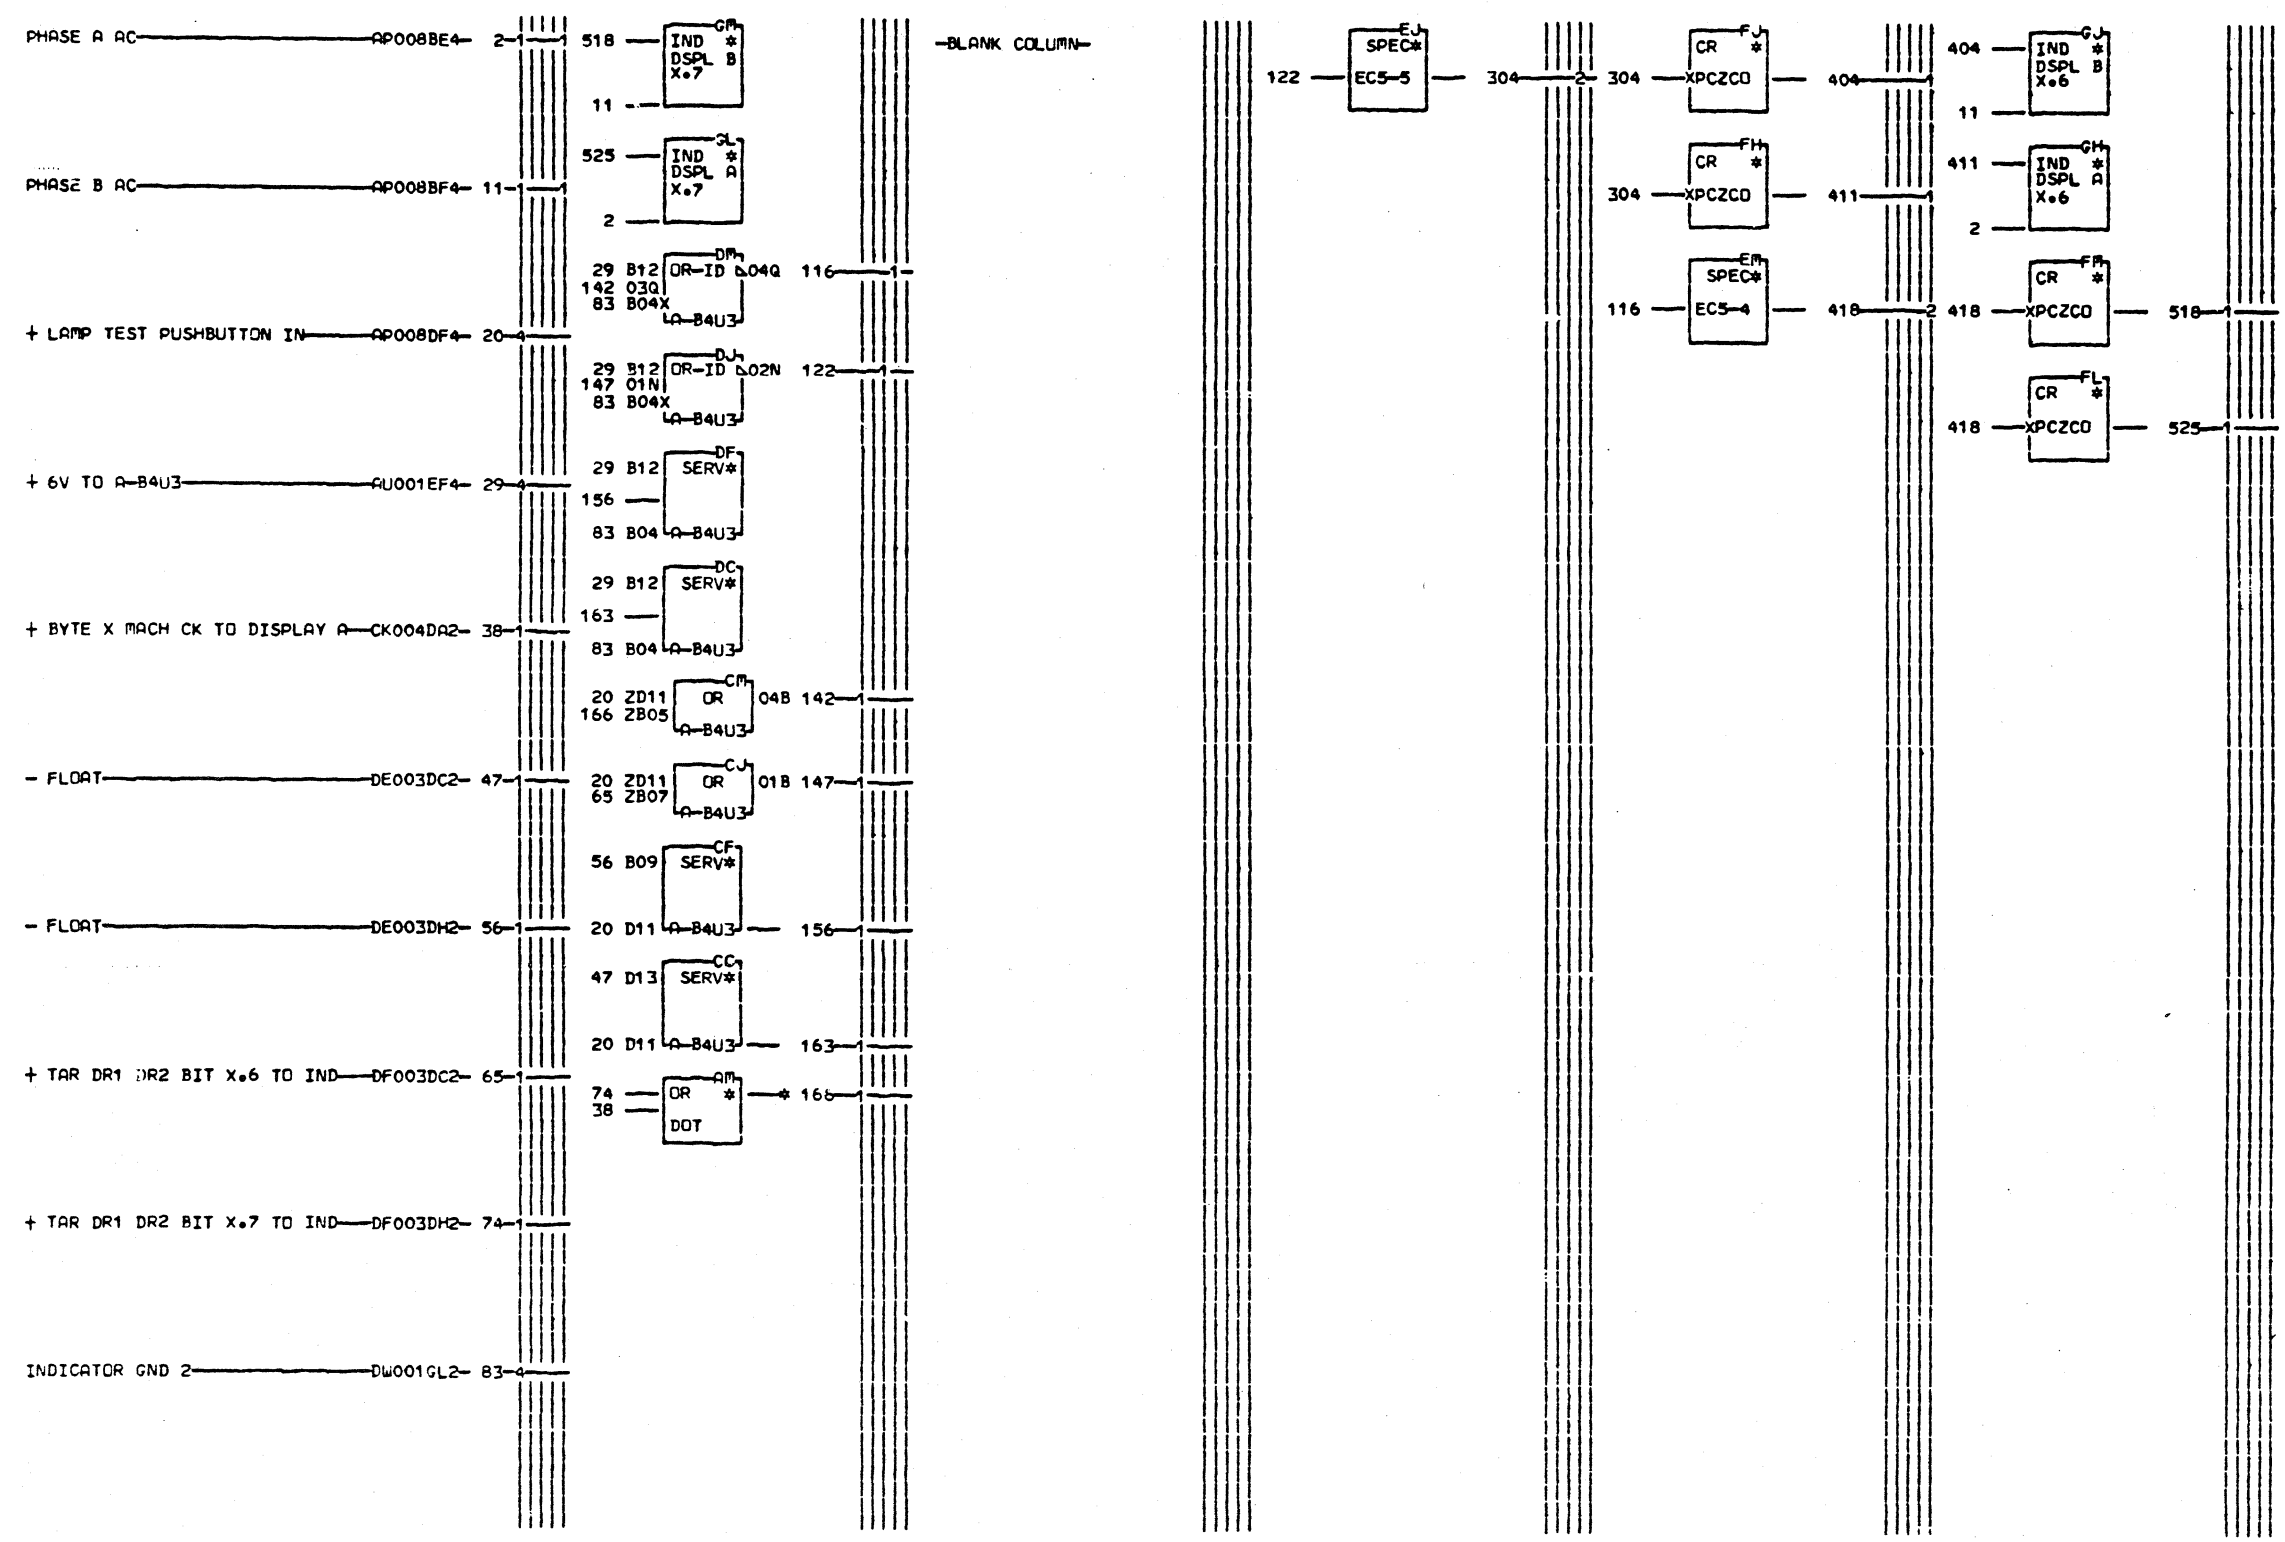 PHASE A AC AP008BE4 2-1 1
PHASE B AC AP008BF4 11-1 1
+ LAMP TEST PUSHBUTTON IN AP008DF4 20-4
+ 6V TO A-B4U3 AU001EF4 29-4
+ BYTE X MACH CK TO DISPLAY A CK004DA2 38-1
- FLOAT DE003DC2 47-1
- FLOAT DE003DH2 56-1
+ TAR DR1 DR2 BIT X.6 TO IND DF003DC2 65-1
+ TAR DR1 DR2 BIT X.7 TO IND DF003DH2 74-1
INDICATOR GND 2 DW001GL2 83-4
GM
518 IND *
DSPL B
X.7
11
GL
525 IND *
DSPL A
X.7
2
DM
29 B12 OR-ID 04Q 116 1
142 03Q
83 B04X
A-B4U3
DJ
29 B12 OR-ID 02N 122 1
147 01N
83 B04X
A-B4U3
DF
29 B12 SERV*
156
83 B04 A-B4U3
DC
29 B12 SERV*
163
83 B04 A-B4U3
CM
20 ZD11 OR 04B 142 1
166 ZB05
A-B4U3
CJ
20 ZD11 OR 01B 147 1
65 ZB07
A-B4U3
CF
56 B09 SERV*
20 D11 A-B4U3 156 1
CC
47 D13 SERV*
20 D11 A-B4U3 163 1
AM
74 OR * * 166 1
38
DOT
-BLANK COLUMN-
EJ
SPEC*
122 EC5-5 304 2
FJ
CR *
304 XPCZCO 404 1
FH
CR *
304 XPCZCO 411 1
EM
SPEC*
116 EC5-4 418 2
GJ
404 IND *
DSPL B
X.6
11
GH
411 IND *
DSPL A
X.6
2
FM
CR *
418 XPCZCO 518 1
FL
CR *
418 XPCZCO 525 1